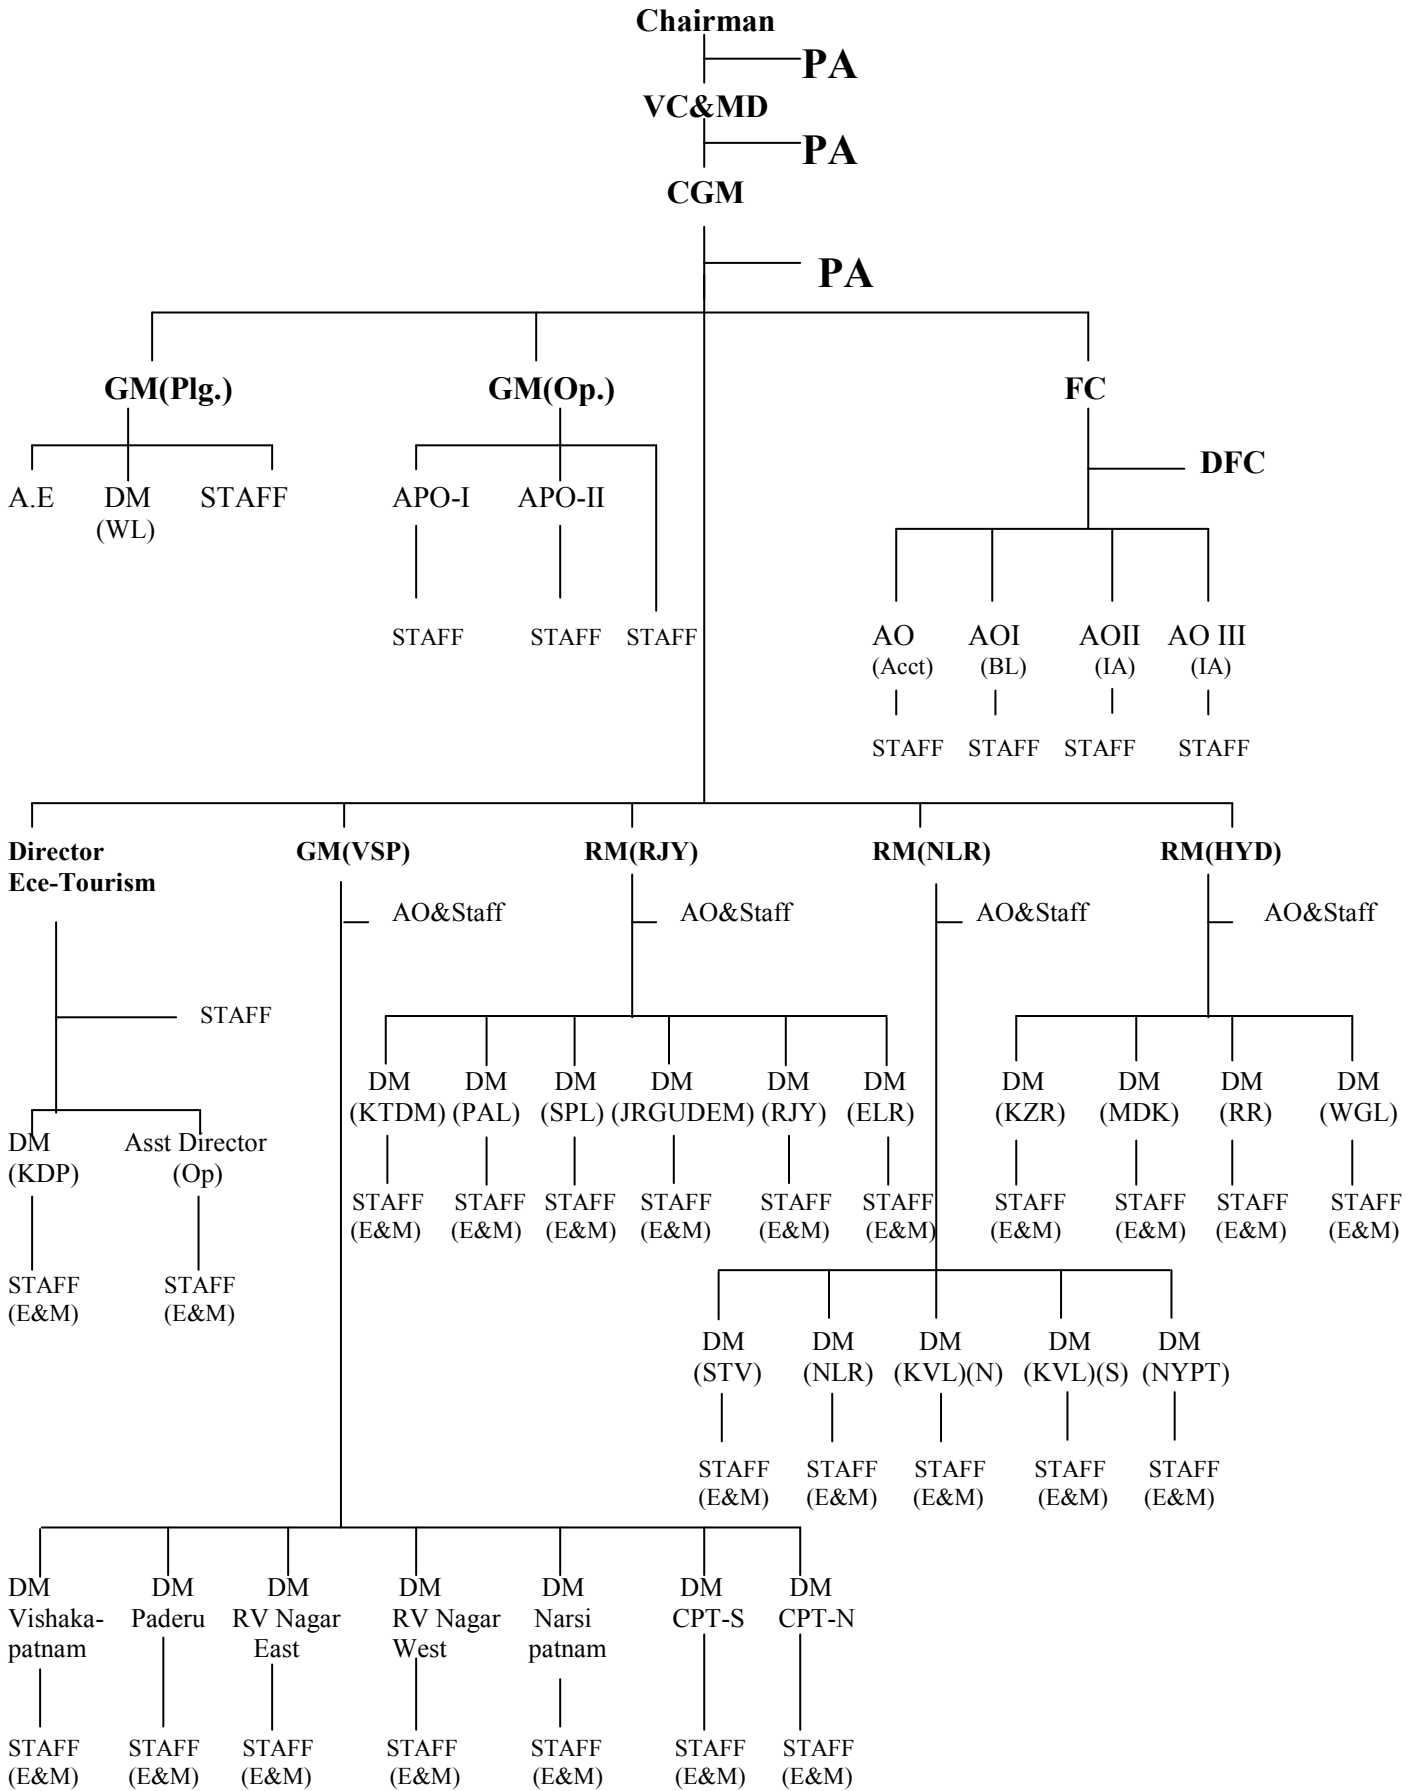 Chairman
PA
VC&MD
PA
CGM
PA
GM(Plg.) GM(Op.) FC
DFC
A.E DM STAFF APO-I APO-II
(WL)
STAFF STAFF STAFF AO AOI AOII AO III
(Acct) (BL) (IA) (IA)
STAFF STAFF STAFF STAFF
Director GM(VSP) RM(RJY) RM(NLR) RM(HYD)
Ece-Tourism
AO&Staff AO&Staff AO&Staff AO&Staff
STAFF
DM DM DM DM DM DM DM DM DM DM
(KTDM) (PAL) (SPL) (JRGUDEM) (RJY) (ELR) (KZR) (MDK) (RR) (WGL)
DM Asst Director
(KDP) (Op)
STAFF STAFF STAFF STAFF STAFF STAFF STAFF STAFF STAFF STAFF
(E&M) (E&M) (E&M) (E&M) (E&M) (E&M) (E&M) (E&M) (E&M) (E&M)
STAFF STAFF
(E&M) (E&M)
DM DM DM DM DM
(STV) (NLR) (KVL)(N) (KVL)(S) (NYPT)
STAFF STAFF STAFF STAFF STAFF
(E&M) (E&M) (E&M) (E&M) (E&M)
DM DM DM DM DM DM DM
Vishaka- Paderu RV Nagar RV Nagar Narsi CPT-S CPT-N
patnam East West patnam
STAFF STAFF STAFF STAFF STAFF STAFF STAFF
(E&M) (E&M) (E&M) (E&M) (E&M) (E&M) (E&M)